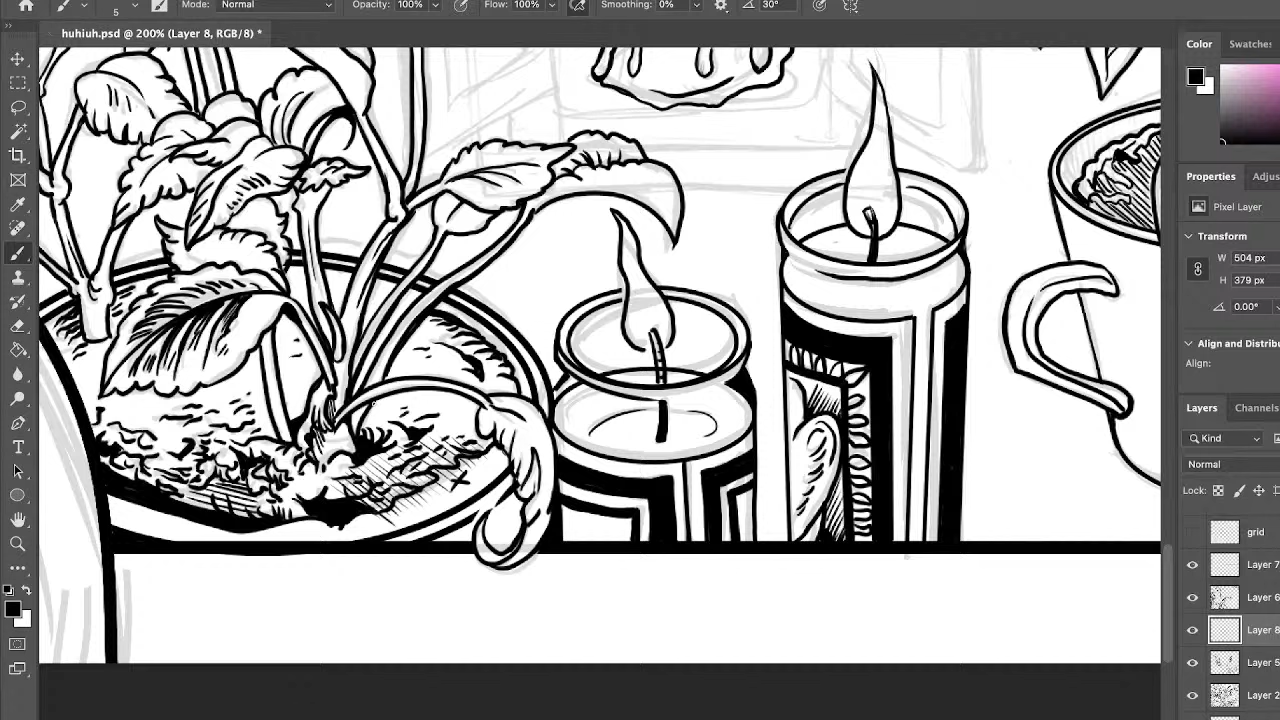 5 Mode: Normal Opacity: 100% Flow: 100% Smoothing: 0% 30°
huhiuh.psd @ 200% (Layer 8, RGB/8) *
Color Swatches
Properties Adjus
Pixel Layer
Transform
W 504 px
H 379 px
0.00°
Align and Distrib
Align:
Layers Channels
Kind
Normal
Lock:
grid
Layer 7
Layer 6
Layer 8
Layer 5
Layer 2